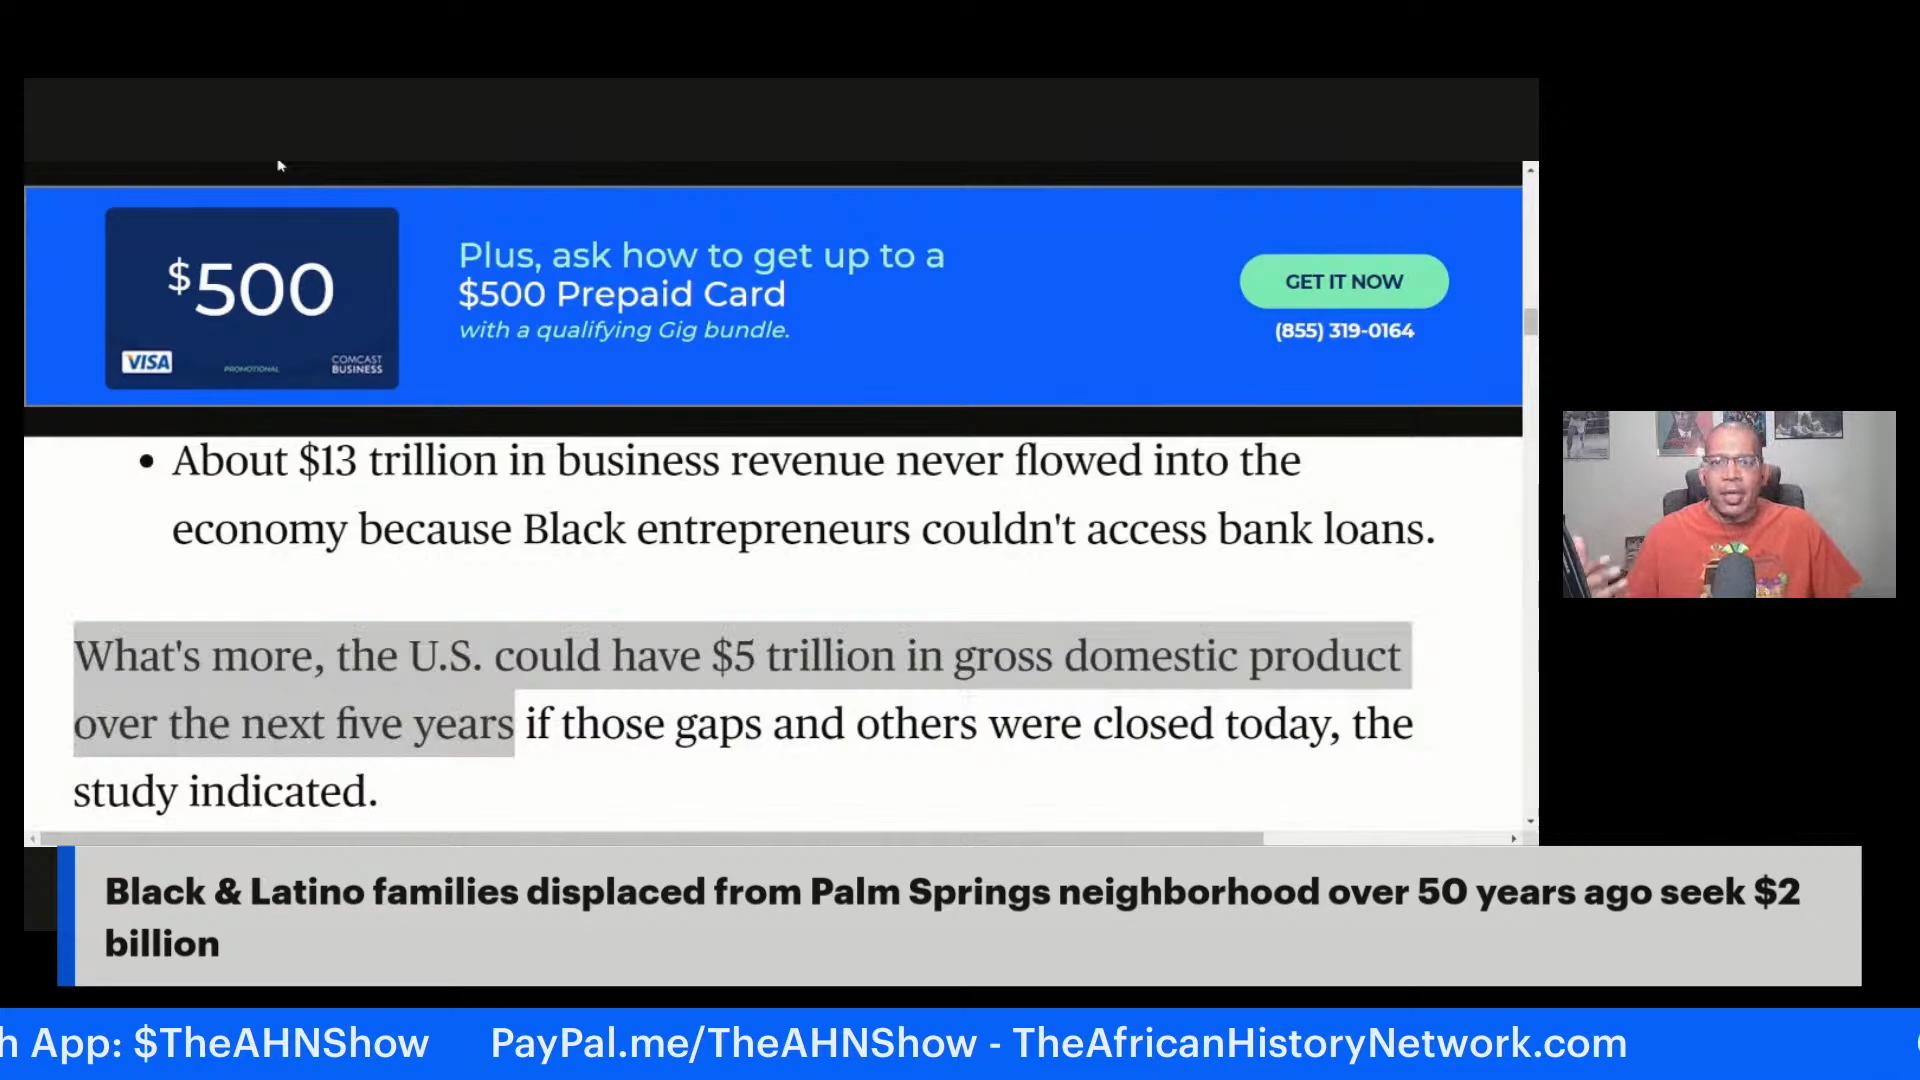 $500
VISA
PROMOTIONAL
COMCAST
BUSINESS
Plus, ask how to get up to a
$500 Prepaid Card
with a qualifying Gig bundle.
GET IT NOW
(855) 319-0164
• About $13 trillion in business revenue never flowed into the
economy because Black entrepreneurs couldn't access bank loans.
What's more, the U.S. could have $5 trillion in gross domestic product
over the next five years if those gaps and others were closed today, the
study indicated.
Black & Latino families displaced from Palm Springs neighborhood over 50 years ago seek $2
billion
h App: $TheAHNShow PayPal.me/TheAHNShow - TheAfricanHistoryNetwork.com